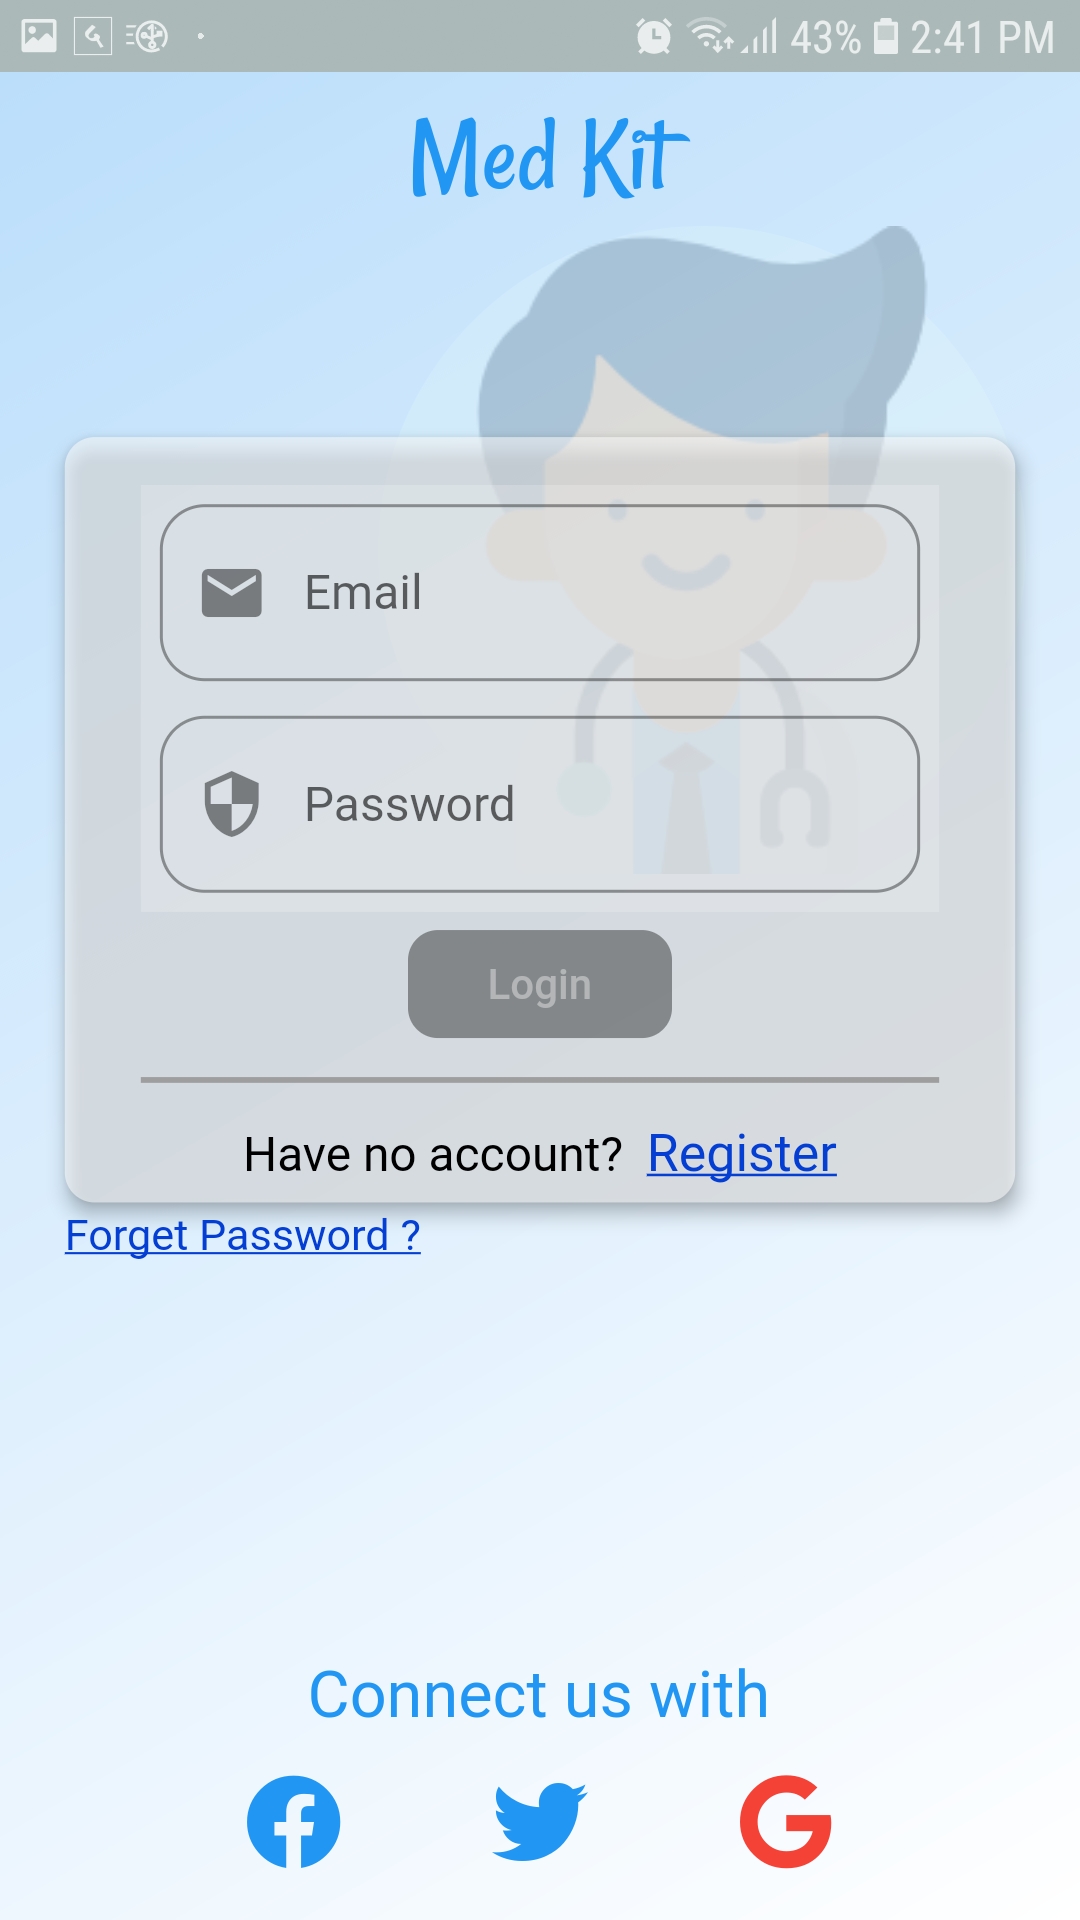 43% 2:41 PM
Med Kit
Email
Password
Login
Have no account? Register
Forget Password ?
Connect us with